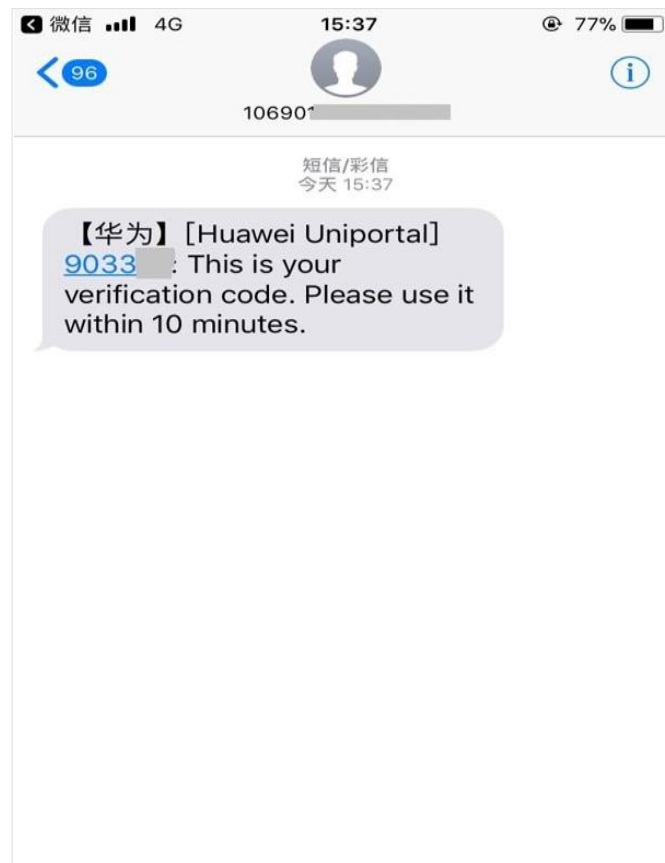 微信 4G 15:37 77%
96
i
10690
短信/彩信
今天 15:37
【华为】 [Huawei Uniportal]
9033 : This is your
verification code. Please use it
within 10 minutes.